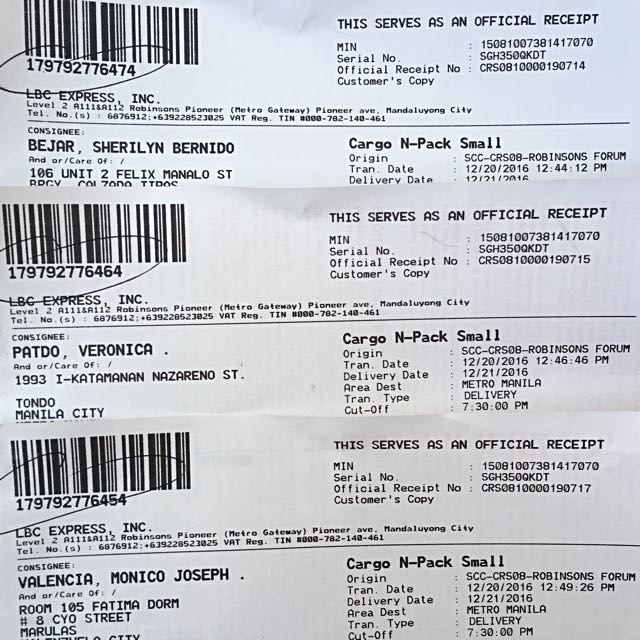 THIS SERVES AS AN OFFICIAL RECEIPT
MIN : 15081007381417070
Serial No. : SGH350QKDT
Official Receipt No : CRS0810000190714
Customer's Copy
179792776474
LBC EXPRESS, INC.
Level 2 A111&A112 Robinsons Pioneer (Metro Gateway) Pioneer ave, Mandaluyong City
Tel. No.(s) : 6876912;+639228523025 VAT Reg. TIN #000-782-140-461
CONSIGNEE:
BEJAR, SHERILYN BERNIDO
And or/Care Of: /
106 UNIT 2 FELIX MANALO ST
BRGY. CALZADA TIPAS
Cargo N-Pack Small
Origin : SCC-CRS08-ROBINSONS FORUM
Tran. Date : 12/20/2016 12:44:12 PM
Delivery Date : 12/21/2016
THIS SERVES AS AN OFFICIAL RECEIPT
MIN : 15081007381417070
Serial No. : SGH350QKDT
Official Receipt No : CRS0810000190715
Customer's Copy
179792776464
LBC EXPRESS, INC.
Level 2 A111&A112 Robinsons Pioneer (Metro Gateway) Pioneer ave, Mandaluyong City
Tel. No.(s) : 6876912;+639228523025 VAT Reg. TIN #000-782-140-461
CONSIGNEE:
PATDO, VERONICA .
And or/Care Of: /
1993 I-KATAMANAN NAZARENO ST.
TONDO
MANILA CITY
Cargo N-Pack Small
Origin : SCC-CRS08-ROBINSONS FORUM
Tran. Date : 12/20/2016 12:46:46 PM
Delivery Date : 12/21/2016
Area Dest : METRO MANILA
Tran. Type : DELIVERY
Cut-Off : 7:30:00 PM
THIS SERVES AS AN OFFICIAL RECEIPT
MIN : 15081007381417070
Serial No. : SGH350QKDT
Official Receipt No : CRS0810000190717
Customer's Copy
179792776454
LBC EXPRESS, INC.
Level 2 A111&A112 Robinsons Pioneer (Metro Gateway) Pioneer ave, Mandaluyong City
Tel. No.(s) : 6876912;+639228523025 VAT Reg. TIN #000-782-140-461
CONSIGNEE:
VALENCIA, MONICO JOSEPH .
And or/Care Of: /
ROOM 105 FATIMA DORM
# 8 CYO STREET
MARULAS
VALENZUELA CITY
Cargo N-Pack Small
Origin : SCC-CRS08-ROBINSONS FORUM
Tran. Date : 12/20/2016 12:49:26 PM
Delivery Date : 12/21/2016
Area Dest : METRO MANILA
Tran. Type : DELIVERY
Cut-Off : 7:30:00 PM